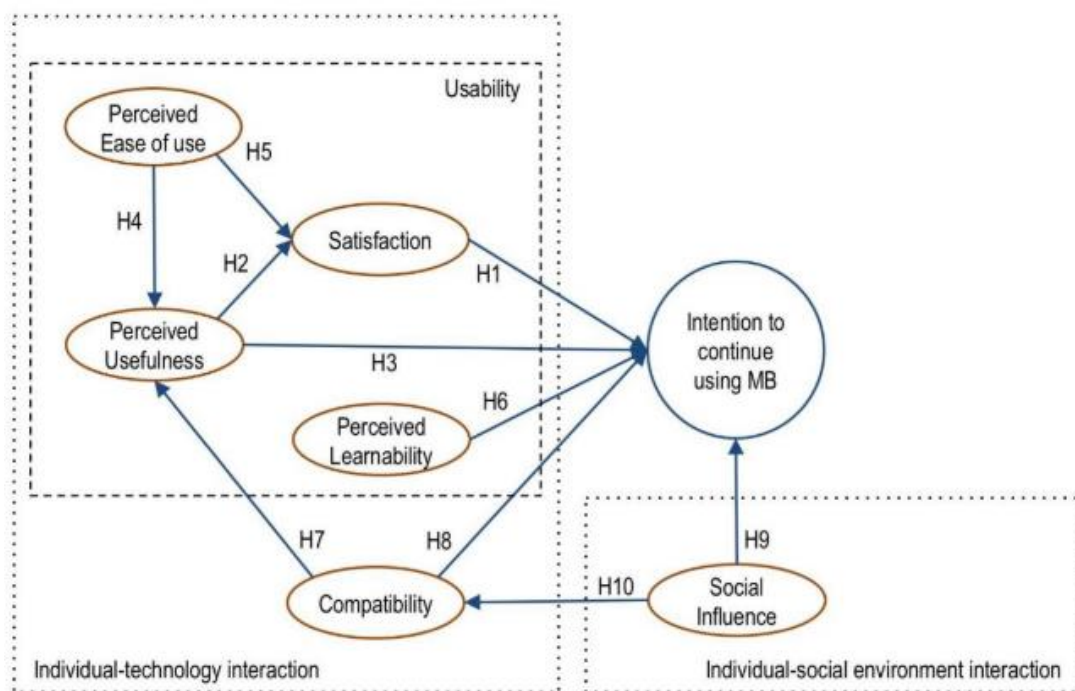 Usability
Perceived
Ease of use
H5
H4
Satisfaction
H2
H1
Perceived
Usefulness
H3
Intention to
continue
using MB
H6
Perceived
Learnability
H7
H8
H9
Compatibility
H10
Social
Influence
Individual-technology interaction
Individual-social environment interaction